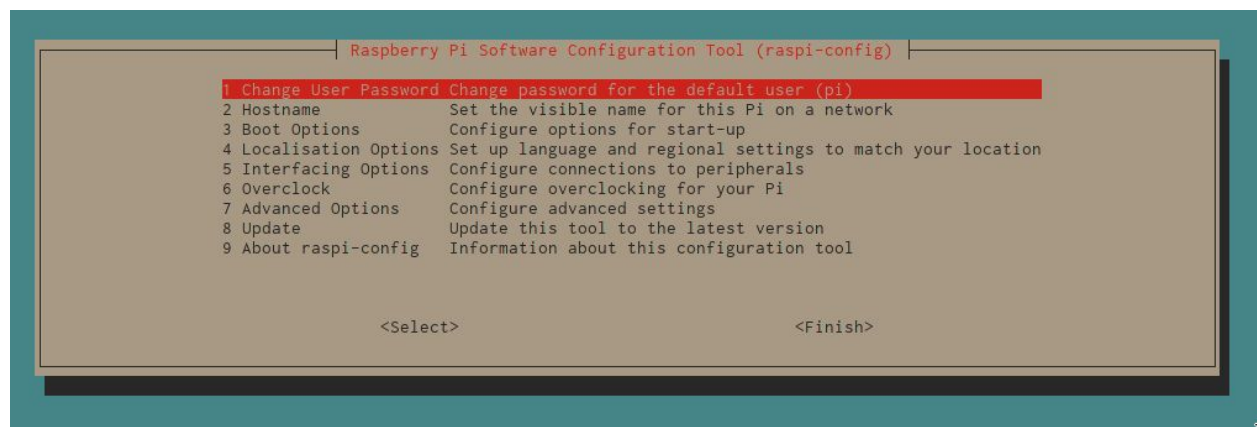 Raspberry Pi Software Configuration Tool (raspi-config)
1 Change User Password Change password for the default user (pi)
2 Hostname Set the visible name for this Pi on a network
3 Boot Options Configure options for start-up
4 Localisation Options Set up language and regional settings to match your location
5 Interfacing Options Configure connections to peripherals
6 Overclock Configure overclocking for your Pi
7 Advanced Options Configure advanced settings
8 Update Update this tool to the latest version
9 About raspi-config Information about this configuration tool
<Select> <Finish>